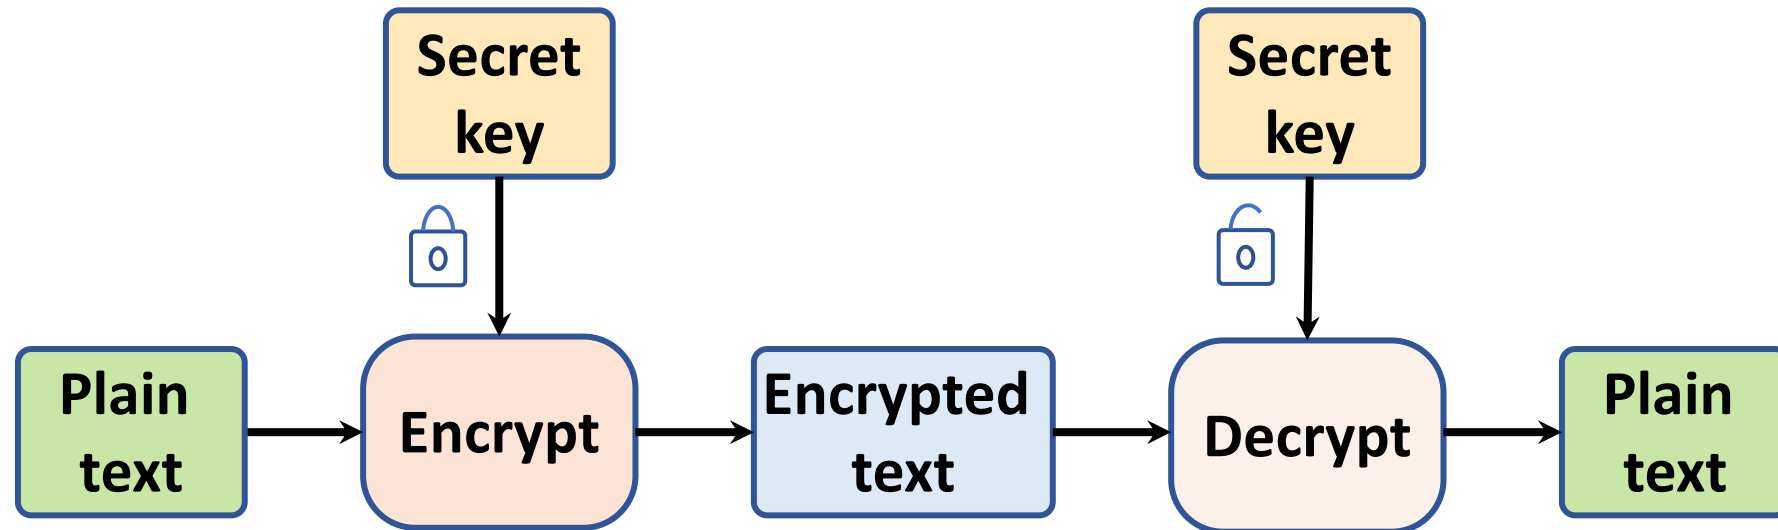 Secret
key
Secret
key
Plain
text
Encrypt
Encrypted
text
Decrypt
Plain
text